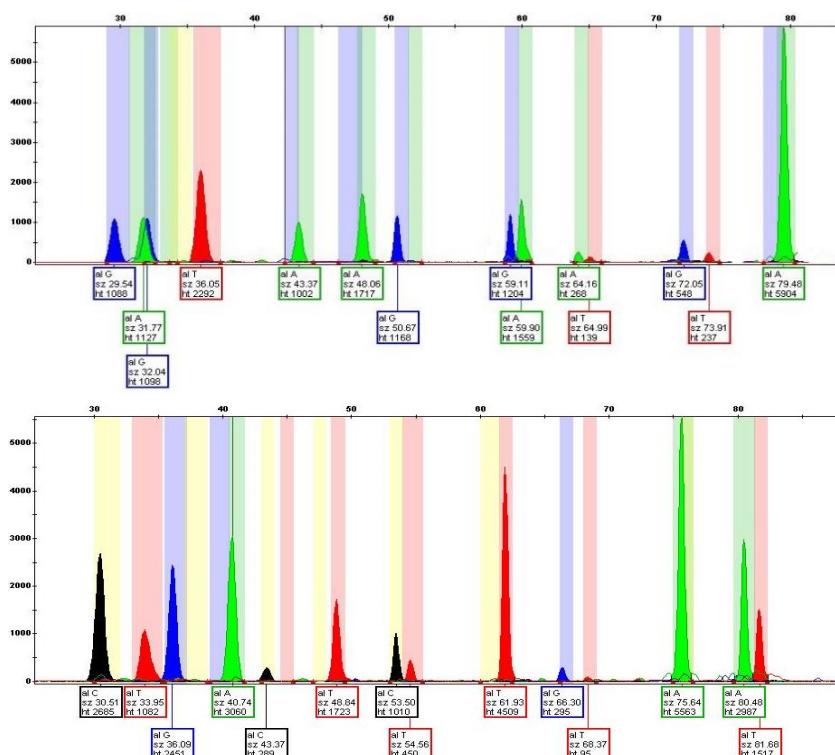 30 40 50 60 70 80
5000
4000
3000
2000
1000
0
al G
sz 29.54
ht 1088
al A
sz 31.77
ht 1127
al G
sz 32.04
ht 1098
al T
sz 36.05
ht 2292
al A
sz 43.37
ht 1002
al A
sz 48.06
ht 1717
al G
sz 50.67
ht 1168
al G
sz 59.11
ht 1204
al A
sz 59.90
ht 1559
al A
sz 64.16
ht 268
al T
sz 64.99
ht 139
al G
sz 72.05
ht 548
al T
sz 73.91
ht 237
al A
sz 79.48
ht 5904
30 40 50 60 70 80
5000
4000
3000
2000
1000
0
al C
sz 30.51
ht 2685
al T
sz 33.95
ht 1082
al G
sz 36.09
ht 2451
al A
sz 40.74
ht 3060
al C
sz 43.37
ht 289
al T
sz 48.84
ht 1723
al C
sz 53.50
ht 1010
al T
sz 54.56
ht 450
al T
sz 61.93
ht 4509
al G
sz 66.30
ht 295
al T
sz 68.37
ht 95
al A
sz 75.64
ht 5563
al A
sz 80.48
ht 2987
al T
sz 81.68
ht 1517